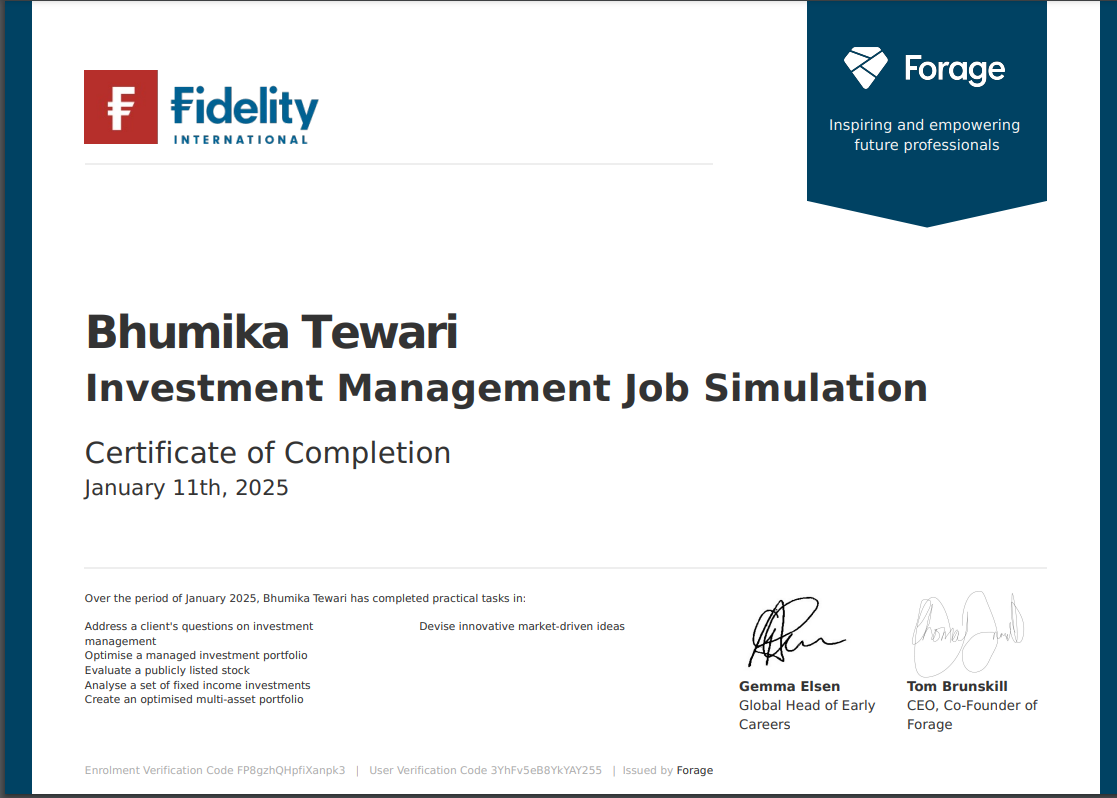 Fidelity
INTERNATIONAL
Forage
Inspiring and empowering
future professionals
Bhumika Tewari
Investment Management Job Simulation
Certificate of Completion
January 11th, 2025
Over the period of January 2025, Bhumika Tewari has completed practical tasks in:
Address a client's questions on investment
management
Optimise a managed investment portfolio
Evaluate a publicly listed stock
Analyse a set of fixed income investments
Create an optimised multi-asset portfolio
Devise innovative market-driven ideas
Gemma Elsen
Global Head of Early
Careers
Tom Brunskill
CEO, Co-Founder of
Forage
Enrolment Verification Code FP8gzhQHpfiXanpk3 | User Verification Code 3YhFv5eB8YkYAY255 | Issued by Forage